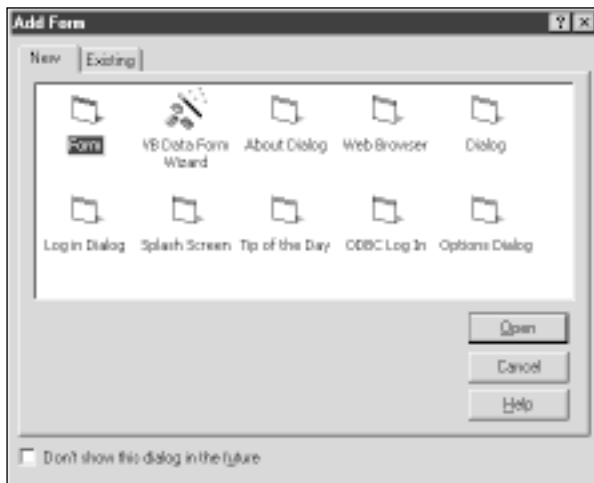 Add Form
New Existing
Form VB Data Form Wizard About Dialog Web Browser Dialog
Log in Dialog Splash Screen Tip of the Day ODBC Log In Options Dialog
Open
Cancel
Help
Don't show this dialog in the future